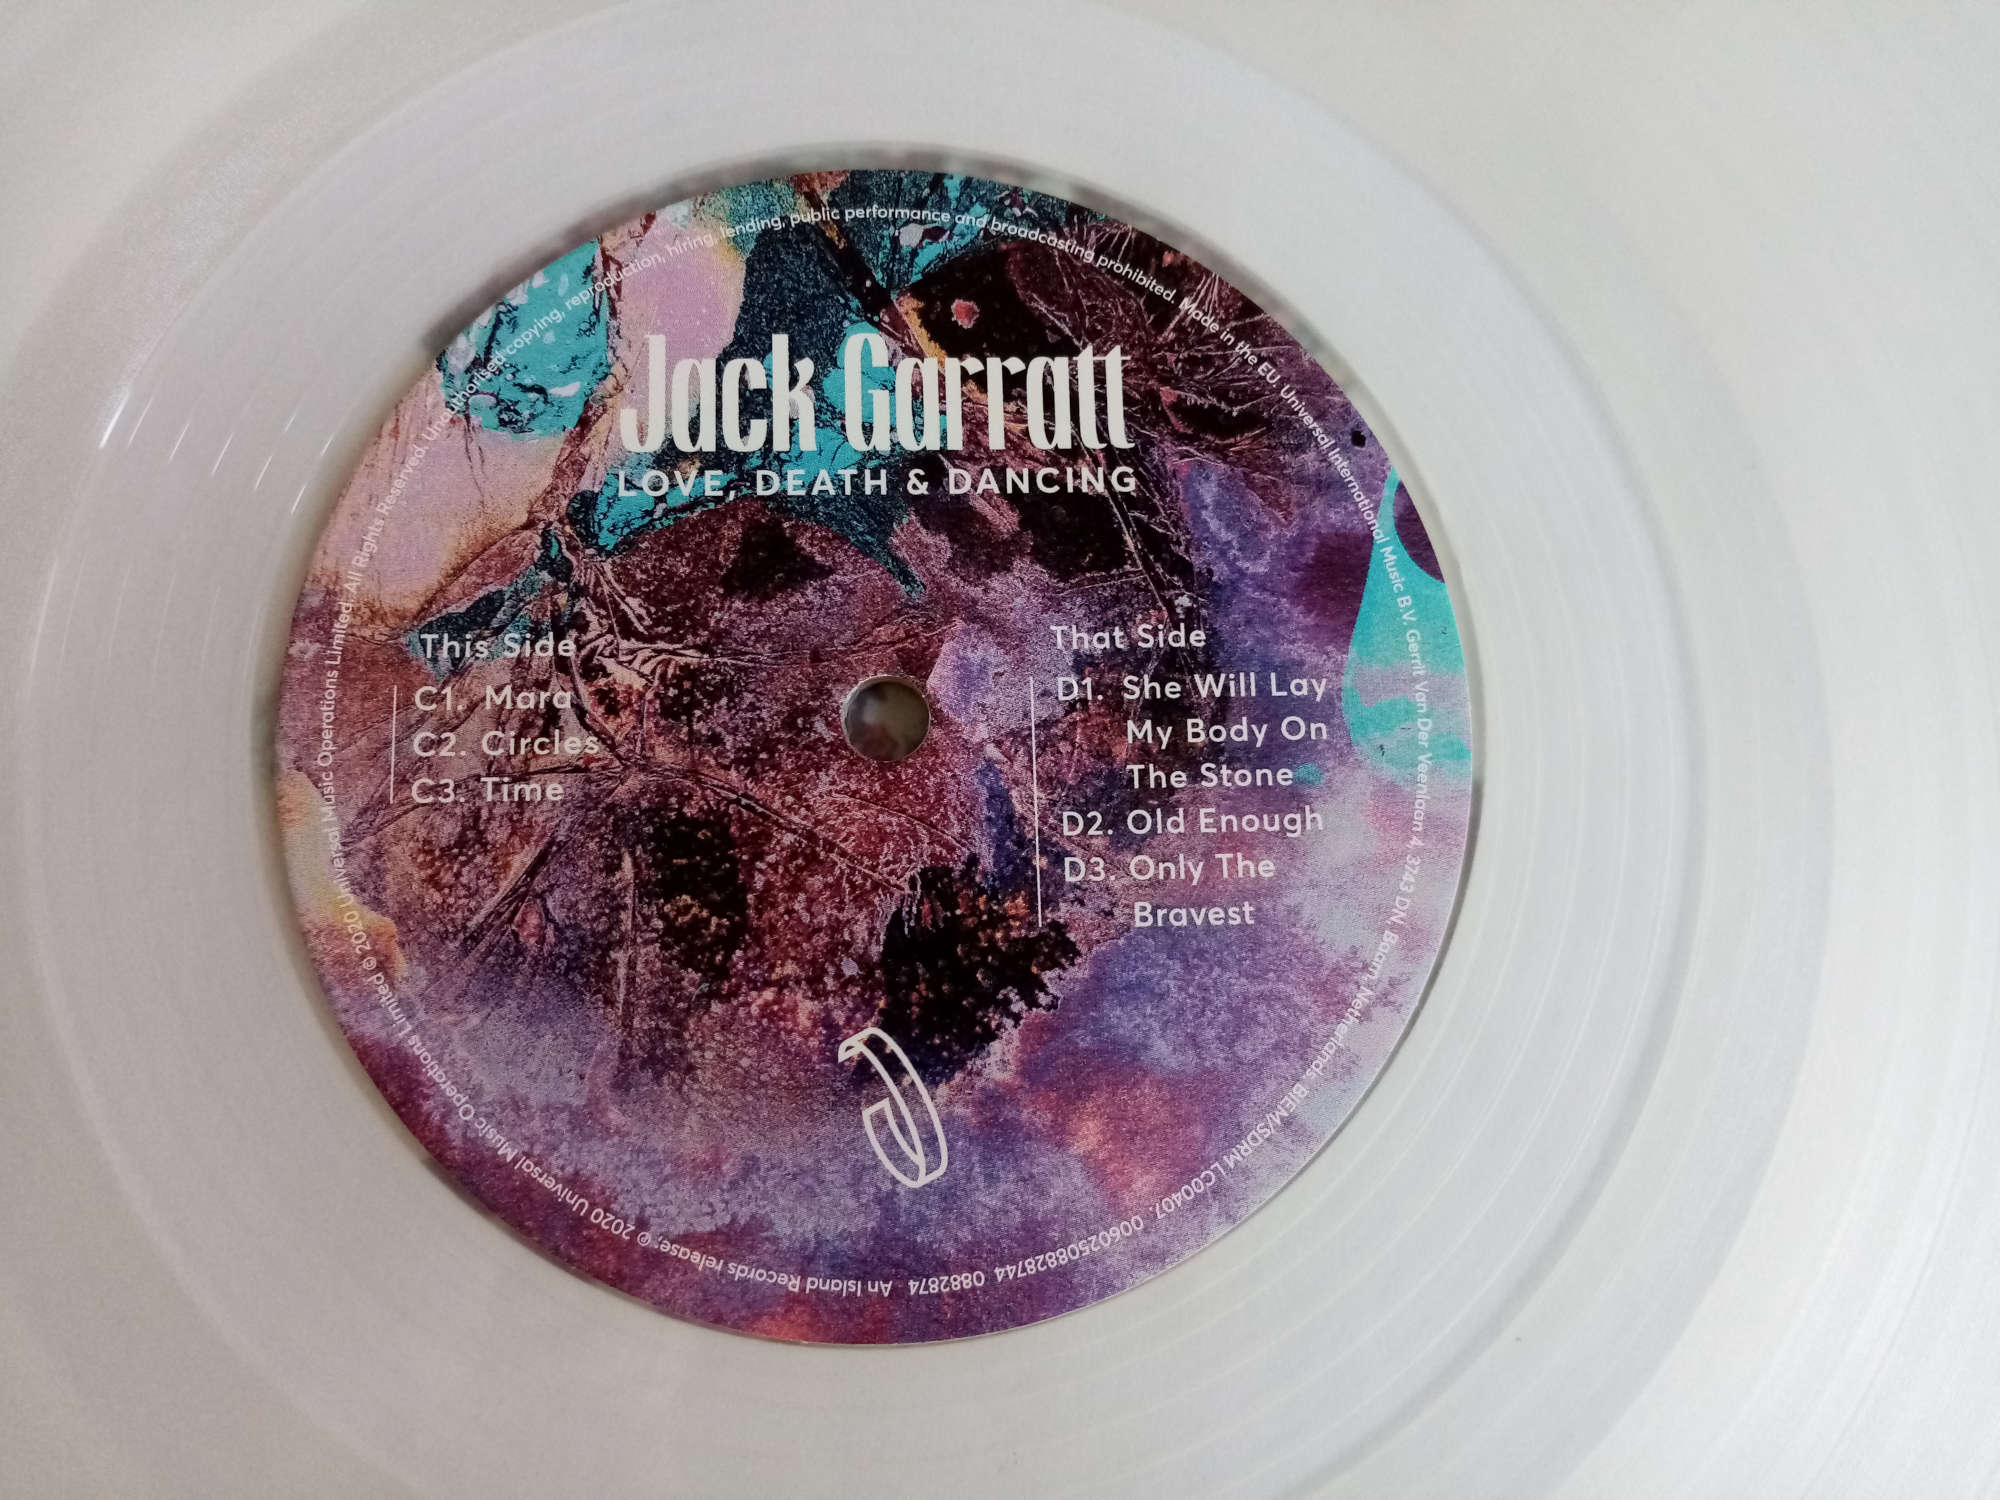 Jack Garratt
LOVE, DEATH & DANCING
This Side
C1. Mara
C2. Circles
C3. Time
That Side
D1. She Will Lay
My Body On
The Stone
D2. Old Enough
D3. Only The
Bravest
An Island Records release; ℗ 2020 Universal Music Operations Limited © 2020 Universal Music Operations Limited. All Rights Reserved. Unauthorised copying, reproduction, hiring, lending, public performance and broadcasting prohibited. Made in the EU. Universal International Music B.V. Gerrit Van Der Veenlaan 4, 3743 DN, Baarn, Netherlands. BIEM/SDRM LC00407. 00602508828744 0882874